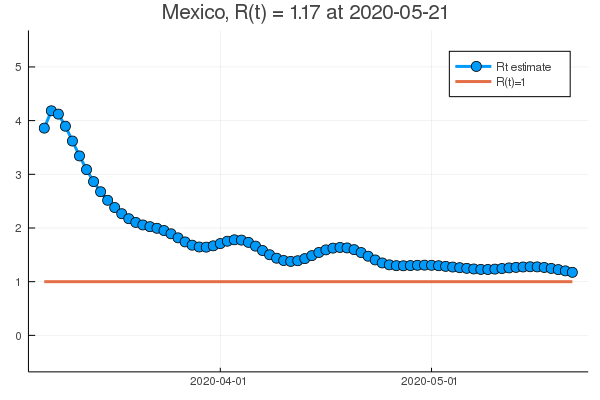 Mexico, R(t) = 1.17 at 2020-05-21
5
4
3
2
1
0
Rt estimate
R(t)=1
2020-04-01
2020-05-01